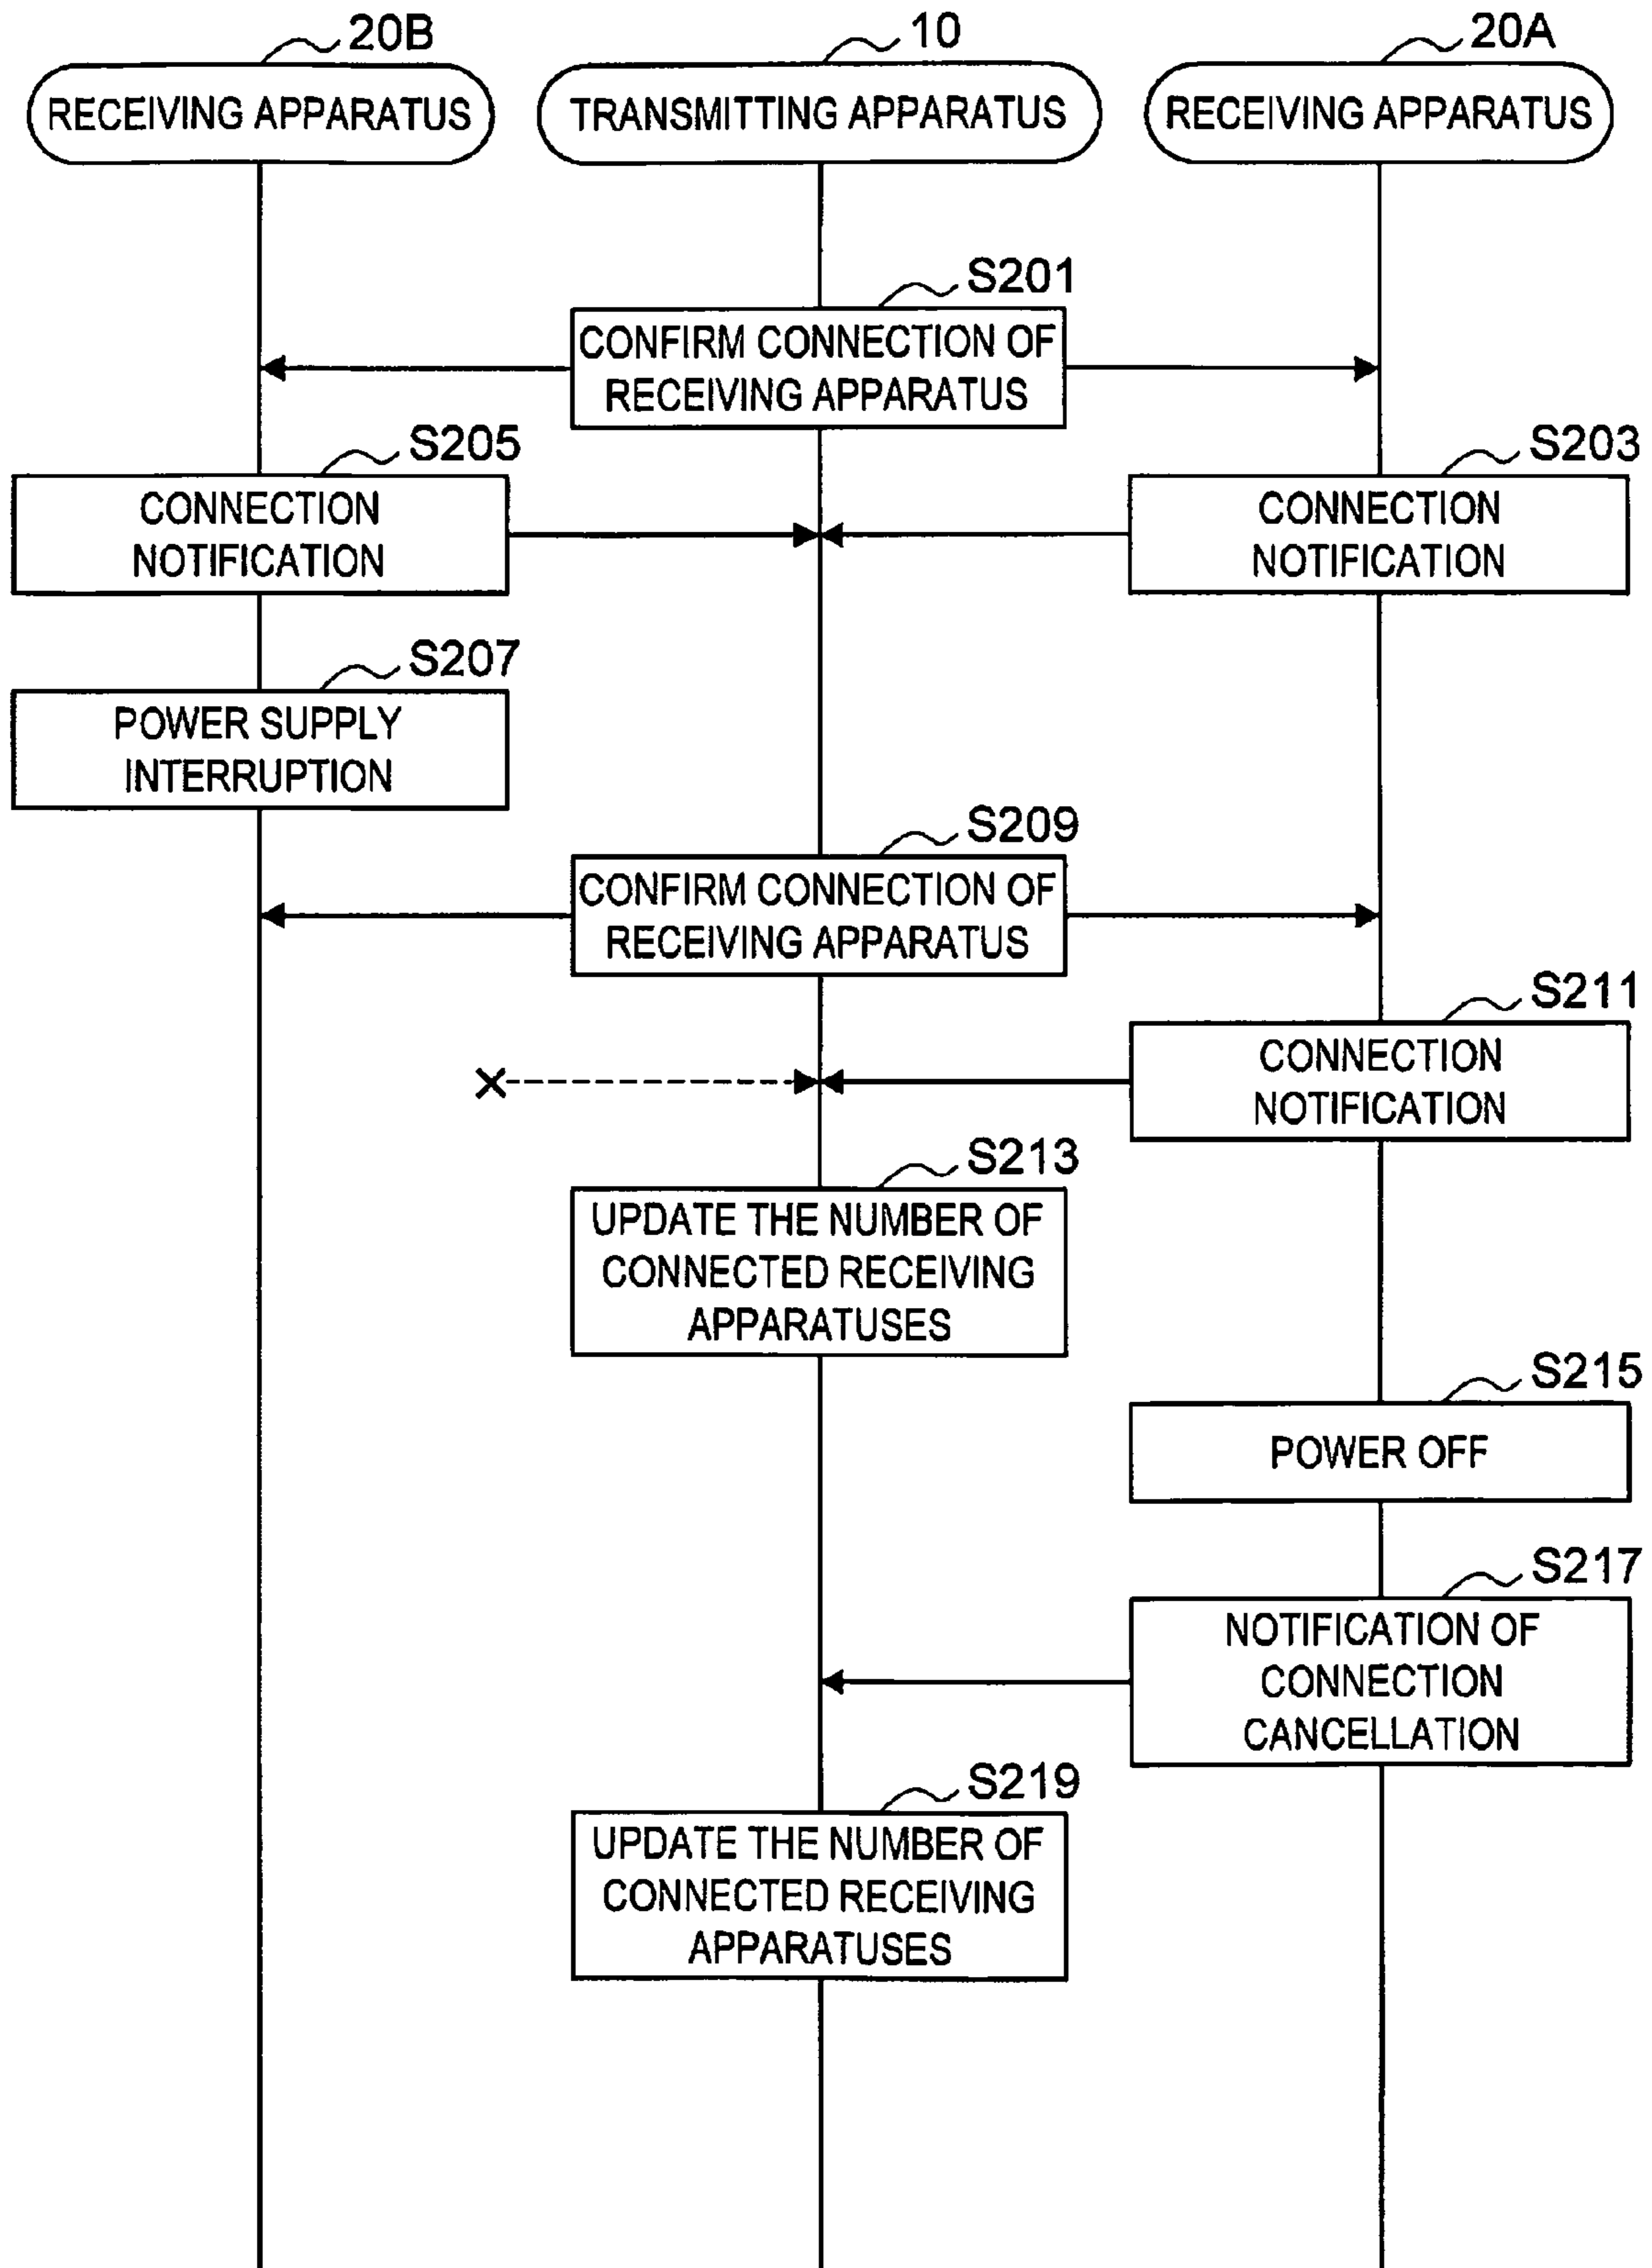 20B
10
20A
RECEIVING APPARATUS
TRANSMITTING APPARATUS
RECEIVING APPARATUS
S201
CONFIRM CONNECTION OF
RECEIVING APPARATUS
S205
CONNECTION
NOTIFICATION
S203
CONNECTION
NOTIFICATION
S207
POWER SUPPLY
INTERRUPTION
S209
CONFIRM CONNECTION OF
RECEIVING APPARATUS
S211
CONNECTION
NOTIFICATION
S213
UPDATE THE NUMBER OF
CONNECTED RECEIVING
APPARATUSES
S215
POWER OFF
S217
NOTIFICATION OF
CONNECTION
CANCELLATION
S219
UPDATE THE NUMBER OF
CONNECTED RECEIVING
APPARATUSES